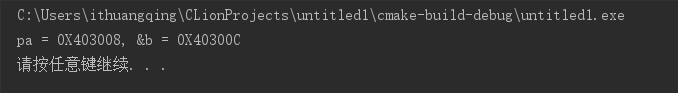 C:\Users\ithuangqing\CLionProjects\untitled1\cmake-build-debug\untitled1.exe
pa = 0X403008, &b = 0X40300C
请按任意键继续. . .